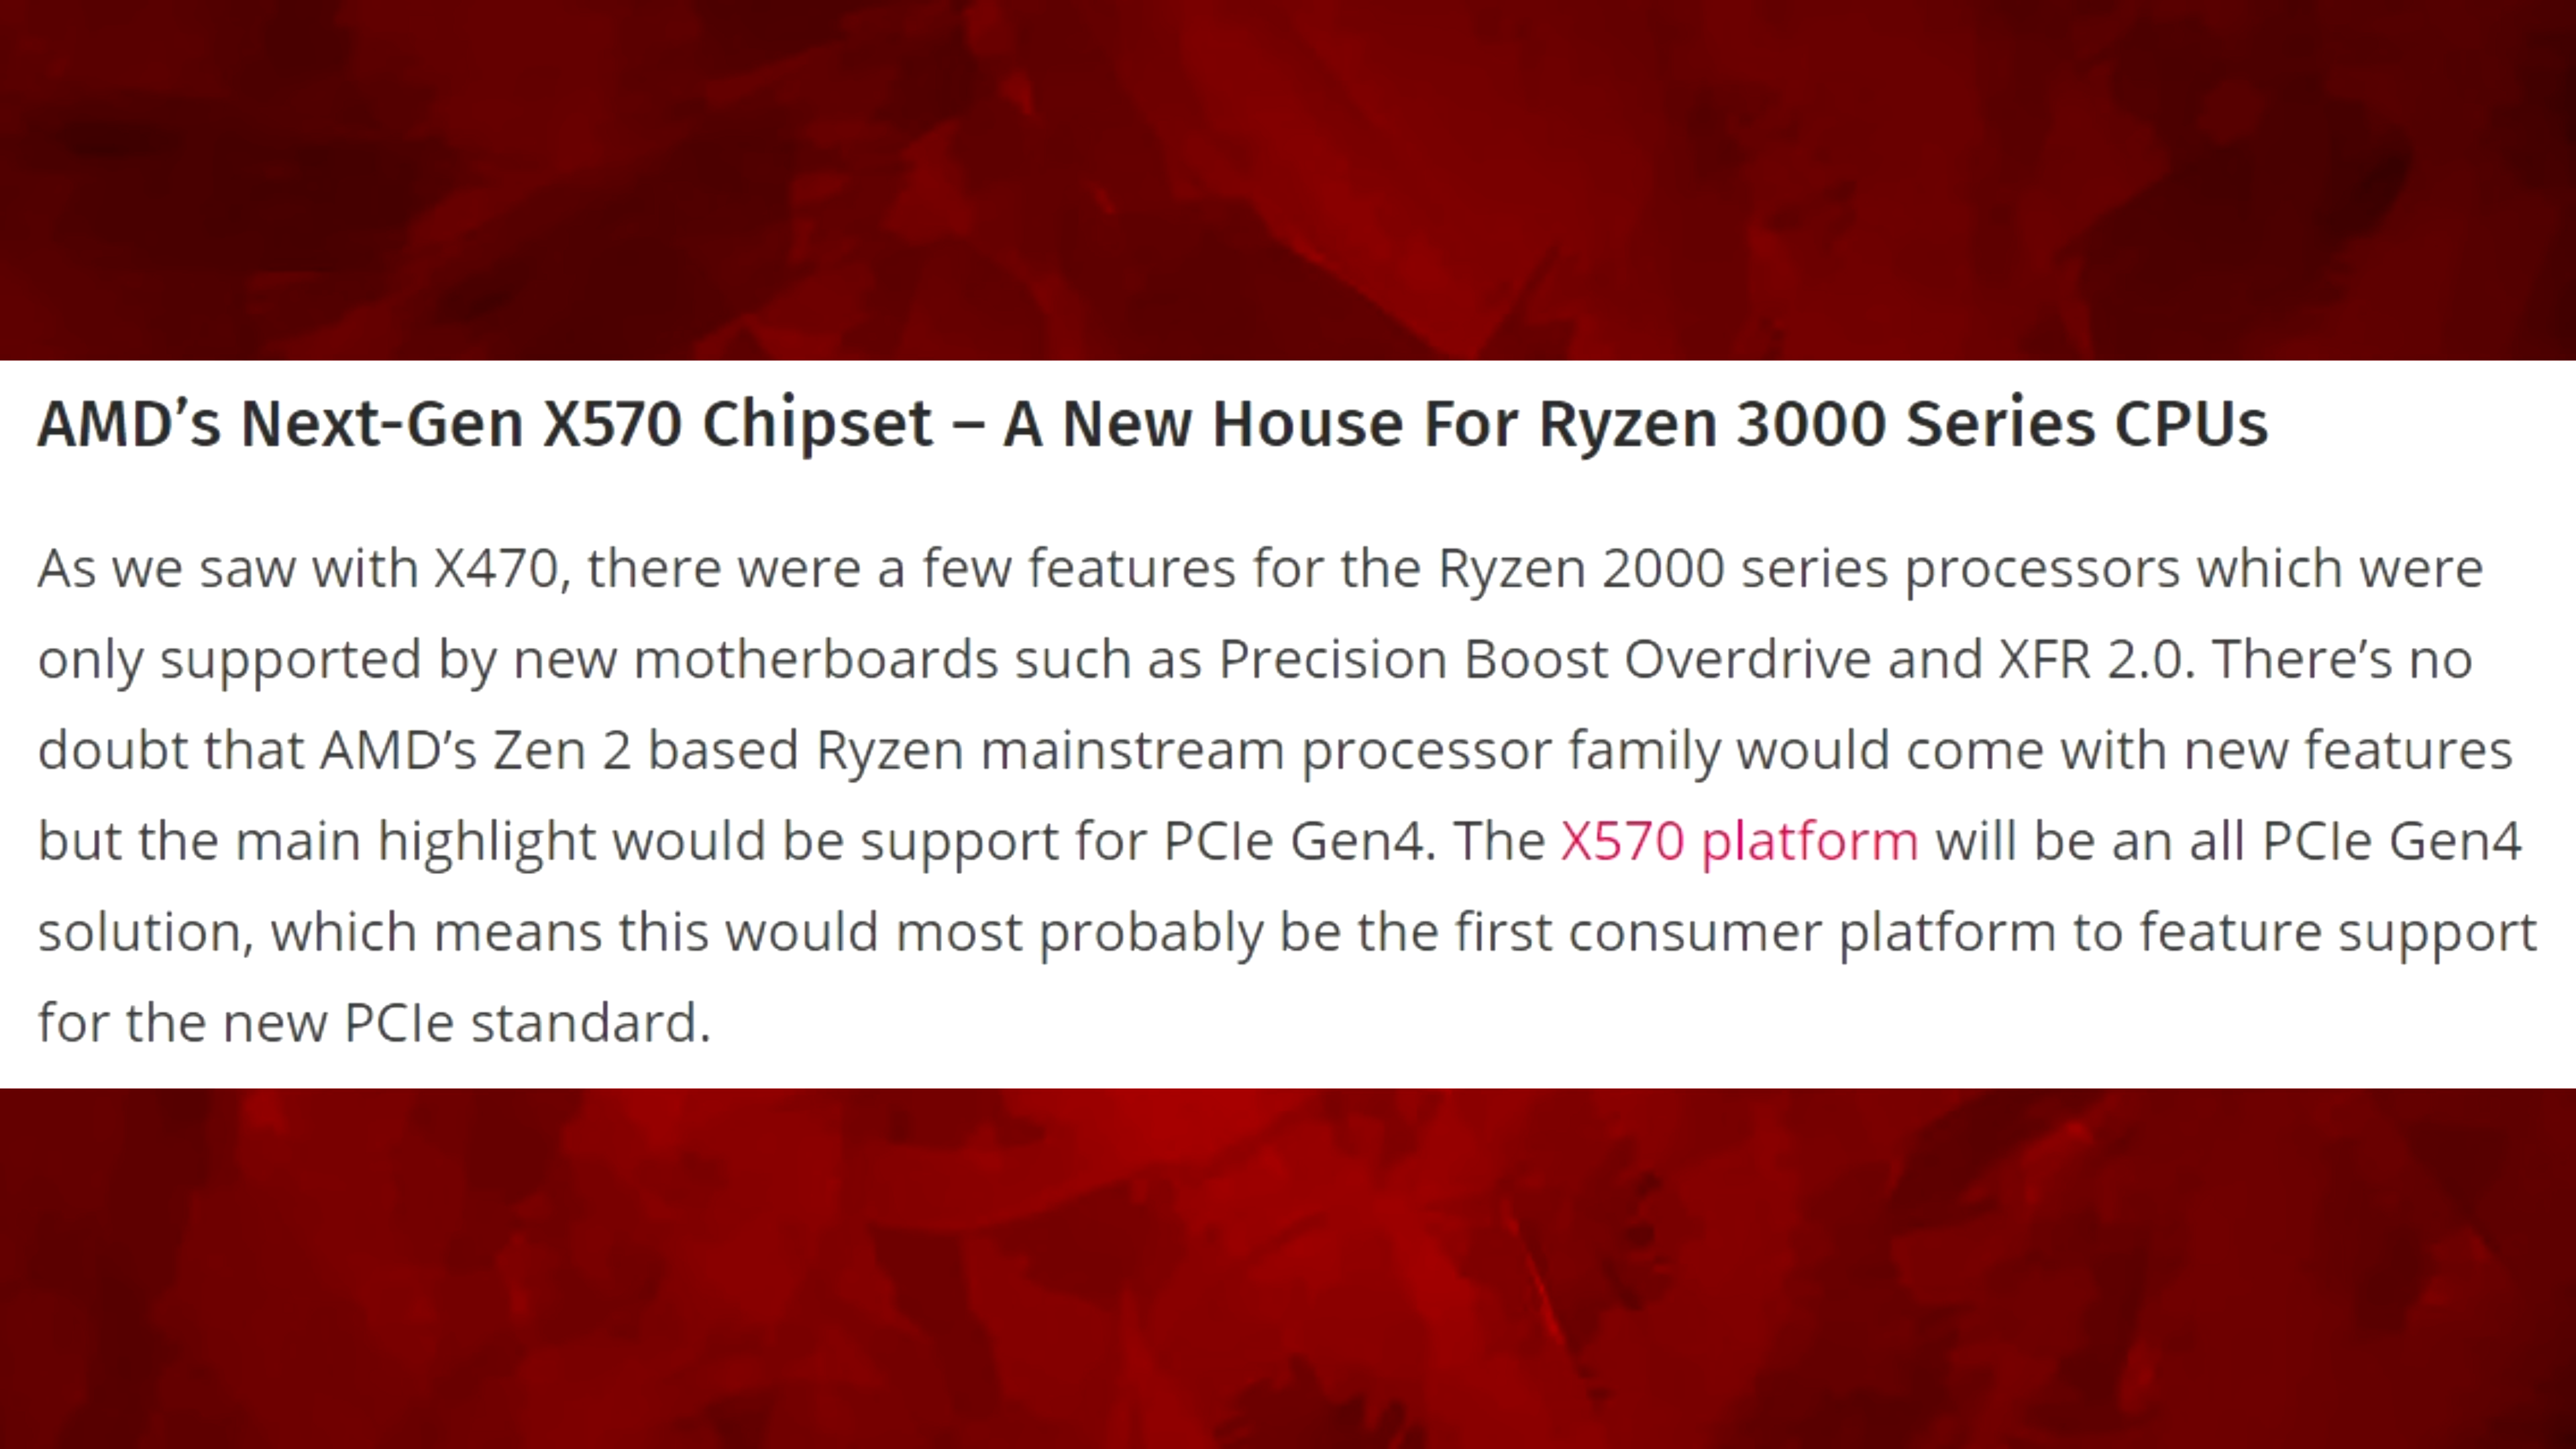 AMD’s Next-Gen X570 Chipset – A New House For Ryzen 3000 Series CPUs
As we saw with X470, there were a few features for the Ryzen 2000 series processors which were
only supported by new motherboards such as Precision Boost Overdrive and XFR 2.0. There’s no
doubt that AMD’s Zen 2 based Ryzen mainstream processor family would come with new features
but the main highlight would be support for PCIe Gen4. The X570 platform will be an all PCIe Gen4
solution, which means this would most probably be the first consumer platform to feature support
for the new PCIe standard.